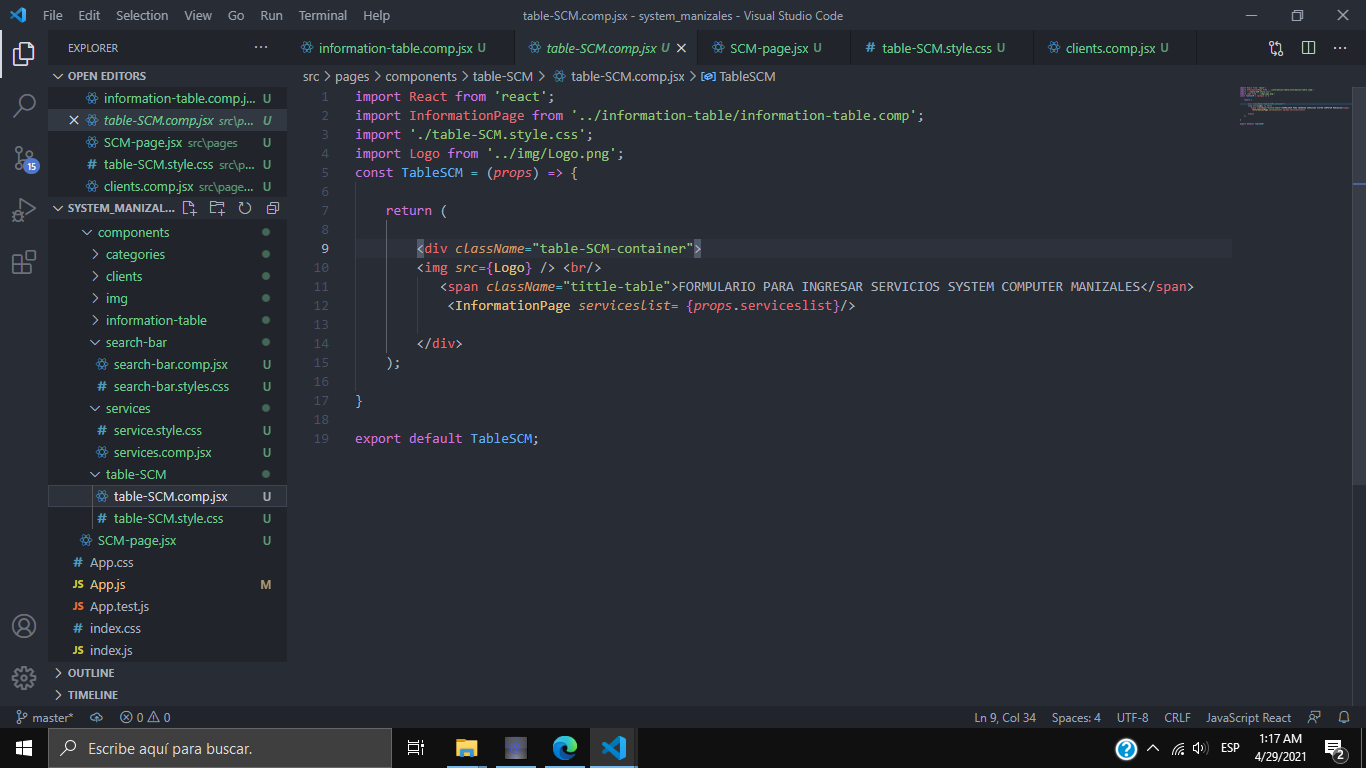 File Edit Selection View Go Run Terminal Help table-SCM.comp.jsx - system_manizales - Visual Studio Code
EXPLORER ···
information-table.comp.jsx U table-SCM.comp.jsx U SCM-page.jsx U table-SCM.style.css U clients.comp.jsx U
OPEN EDITORS
information-table.comp.j... U
table-SCM.comp.jsx src\p... U
SCM-page.jsx src\pages U
table-SCM.style.css src\p... U
clients.comp.jsx src\page... U
SYSTEM_MANIZAL...
components
categories
clients
img
information-table
search-bar
search-bar.comp.jsx U
search-bar.styles.css U
services
service.style.css U
services.comp.jsx U
table-SCM
table-SCM.comp.jsx U
table-SCM.style.css U
SCM-page.jsx U
App.css
JS App.js M
JS App.test.js
index.css
JS index.js
OUTLINE
TIMELINE
15
src > pages > components > table-SCM > table-SCM.comp.jsx > TableSCM
1 import React from 'react';
2 import InformationPage from '../information-table/information-table.comp';
3 import './table-SCM.style.css';
4 import Logo from '../img/Logo.png';
5 const TableSCM = (props) => {
6
7 return (
8
9 <div className="table-SCM-container">
10 <img src={Logo} /> <br/>
11 <span className="tittle-table">FORMULARIO PARA INGRESAR SERVICIOS SYSTEM COMPUTER MANIZALES</span>
12 <InformationPage serviceslist= {props.serviceslist}/>
13
14 </div>
15 );
16
17 }
18
19 export default TableSCM;
master* 0 0 Ln 9, Col 34 Spaces: 4 UTF-8 CRLF JavaScript React
Escribe aquí para buscar.
ESP
1:17 AM
4/29/2021
2